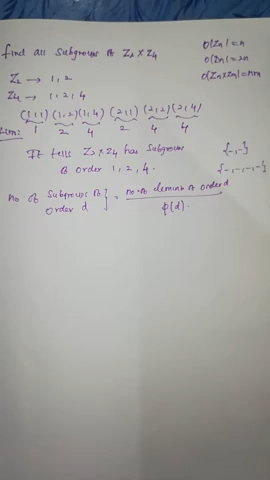 find all Subgroups of Z₂ × Z₄
O(Zn) = n
O(Zn) = 2n
O(Zn×Zm) = nm
Z₂ → 1, 2
Z₄ → 1, 2, 4
(1,1) (1,2) (1,4) (2,1) (2,2) (2,4)
Lcm: 1 2 4 2 4 4
It tells Z₂ × Z₄ has Subgroups {-,-}
of order 1, 2, 4. {-,-,-,-}
no of Subgroups of order d } = no. of elements of order d / φ(d).